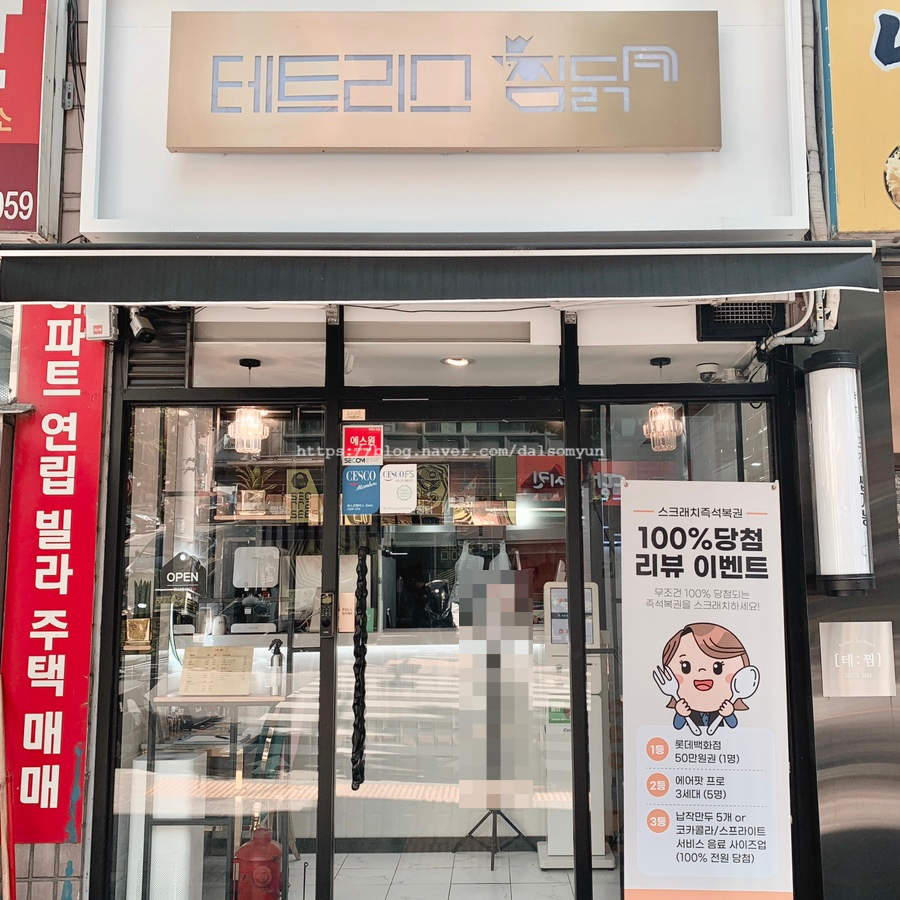 테트리스 찜닭
소
959
파트 연립 빌라 주택 매매
에스원
SECOM
CESCO
Members
CESCO FS
https://blog.naver.com/dalsomyun
OPEN
스크래치즉석복권
100%당첨
리뷰 이벤트
무조건 100% 당첨되는
즉석복권을 스크래치하세요!
1등 롯데백화점
50만원권 (1명)
2등 에어팟 프로
3세대 (5명)
3등 납작만두 5개 or
코카콜라/스프라이트
서비스 음료 사이즈업
(100% 전원 당첨)
[테:찜]